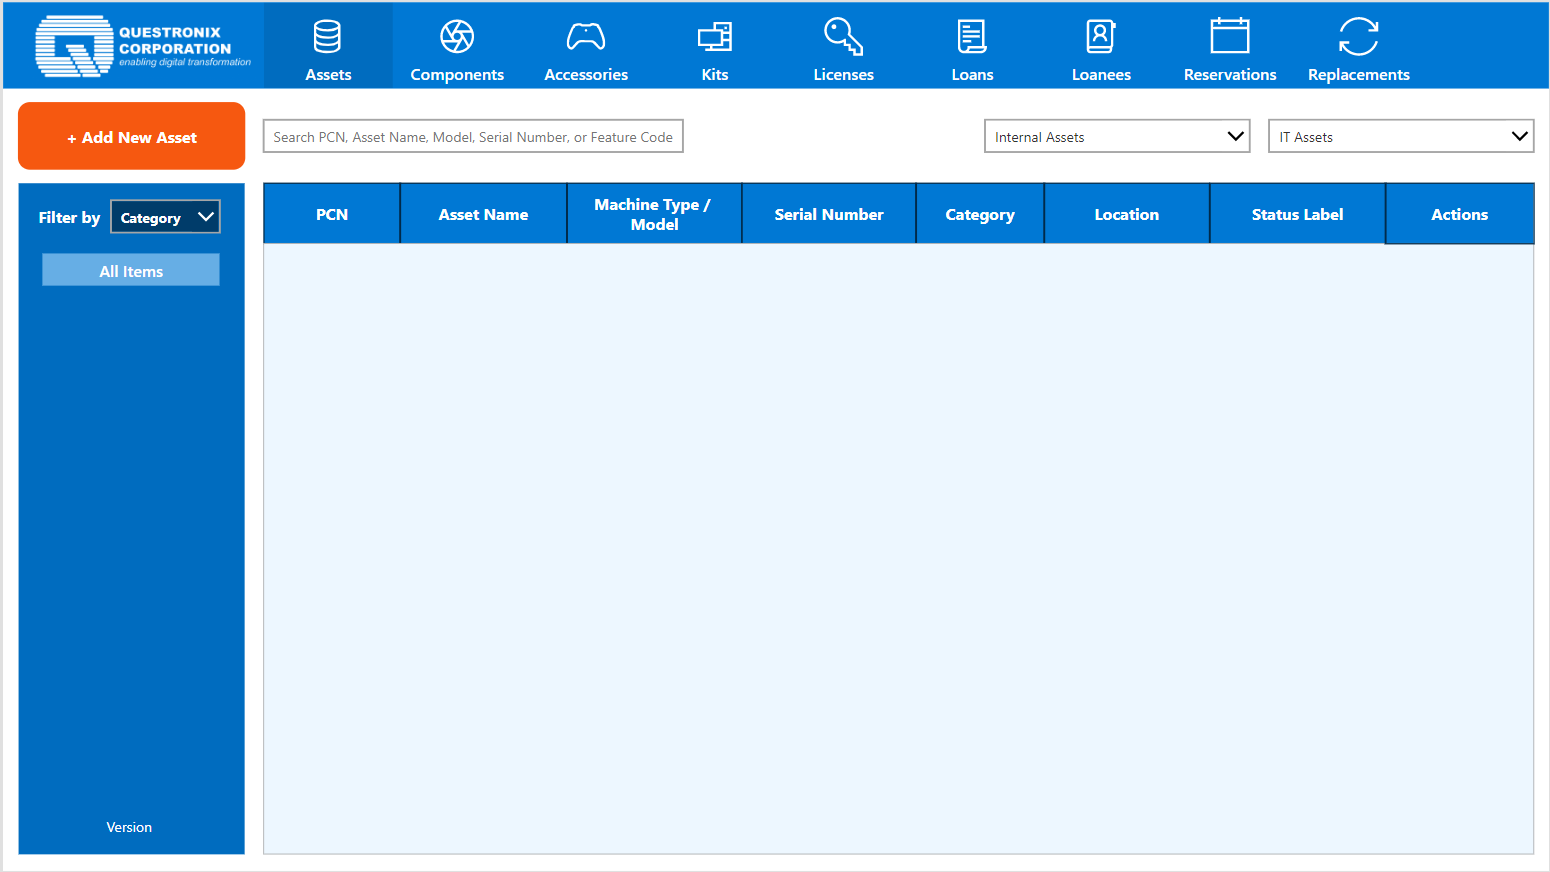 QUESTRONIX
CORPORATION
enabling digital transformation
Assets
Components
Accessories
Kits
Licenses
Loans
Loanees
Reservations
Replacements
+ Add New Asset
Search PCN, Asset Name, Model, Serial Number, or Feature Code
Internal Assets
IT Assets
Filter by
Category
All Items
Version
PCN
Asset Name
Machine Type /
Model
Serial Number
Category
Location
Status Label
Actions